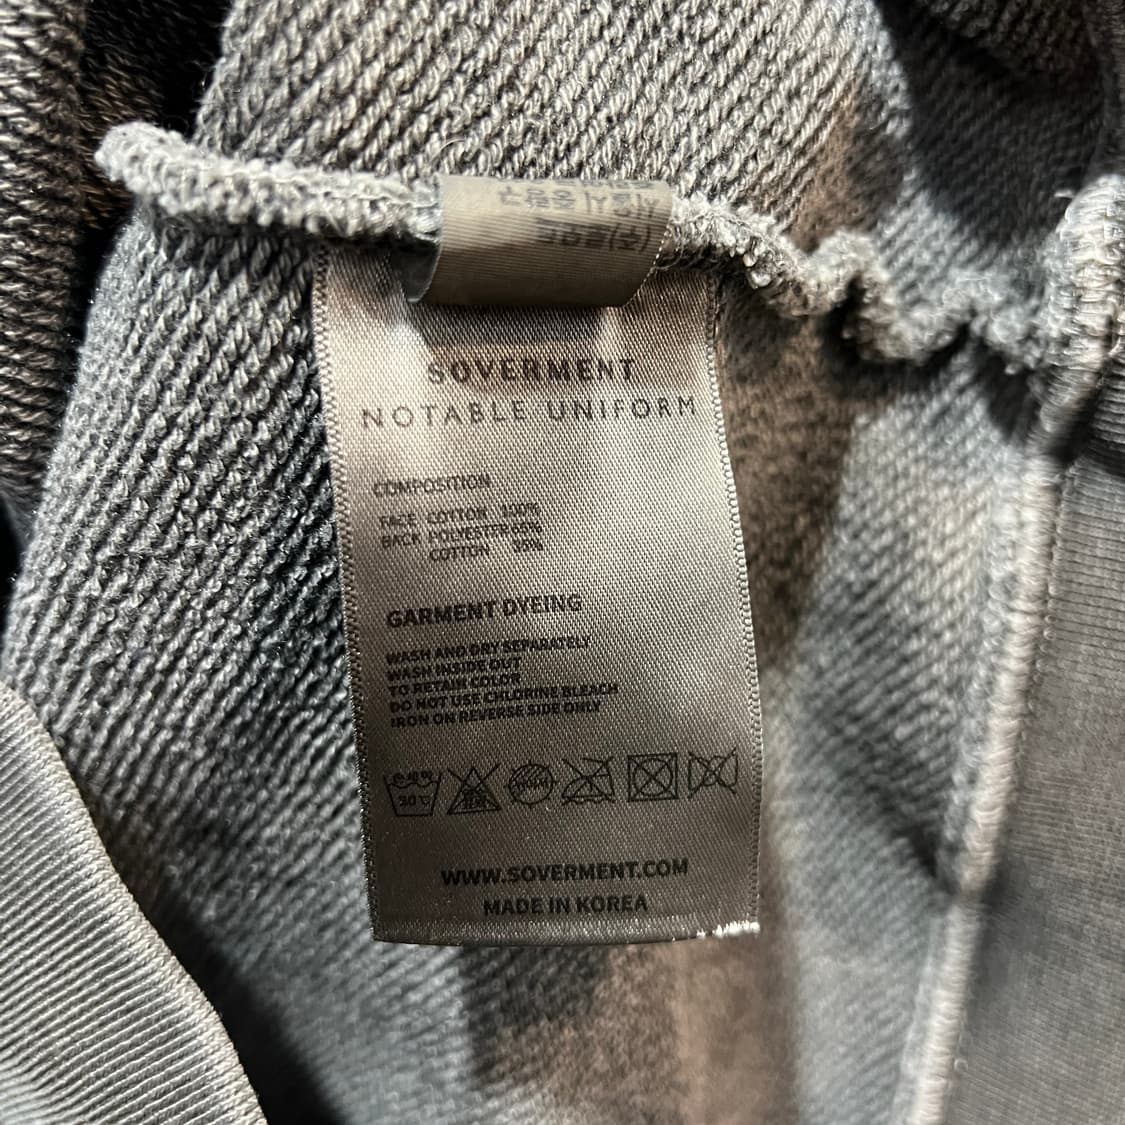 SOVERMENT
NOTABLE UNIFORM
COMPOSITION
FACE COTTON 100%
BACK POLYESTER 65%
COTTON 35%
GARMENT DYEING
WASH AND DRY SEPARATELY
WASH INSIDE OUT
TO RETAIN COLOR
DO NOT USE CHLORINE BLEACH
IRON ON REVERSE SIDE ONLY
30℃
WWW.SOVERMENT.COM
MADE IN KOREA